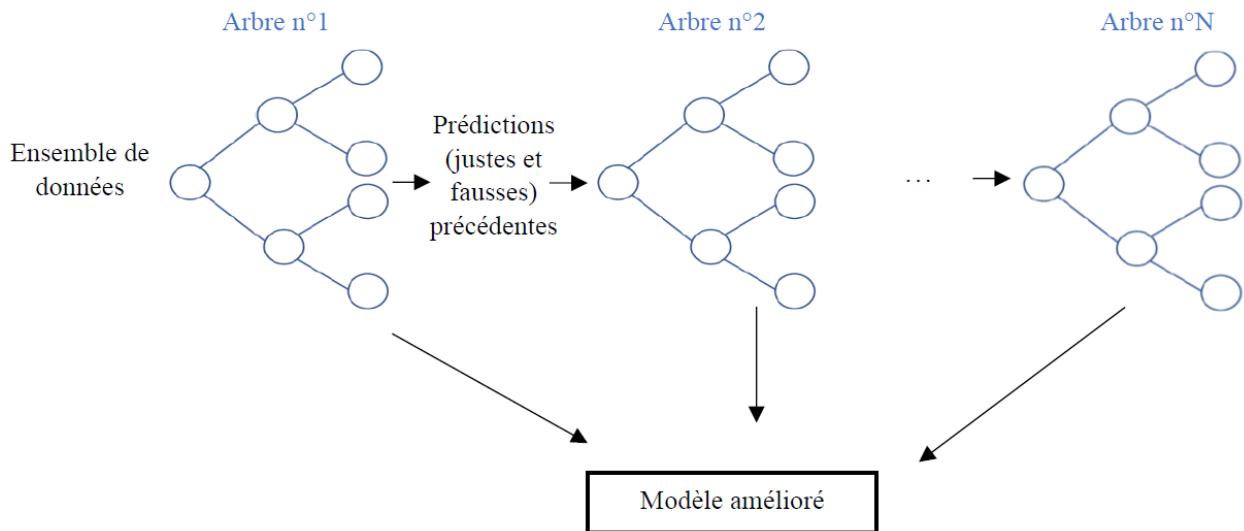 Arbre n°1
Arbre n°2
Arbre n°N
Ensemble de
données
Prédictions
(justes et
fausses)
précédentes
...
Modèle amélioré